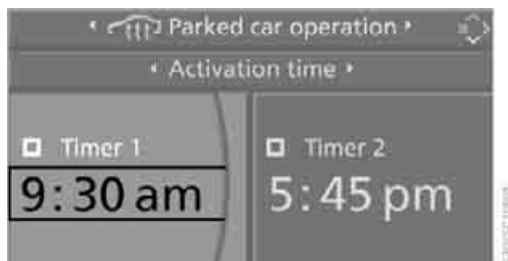 Parked car operation
Activation time
Timer 1
Timer 2
9:30 am
5:45 pm